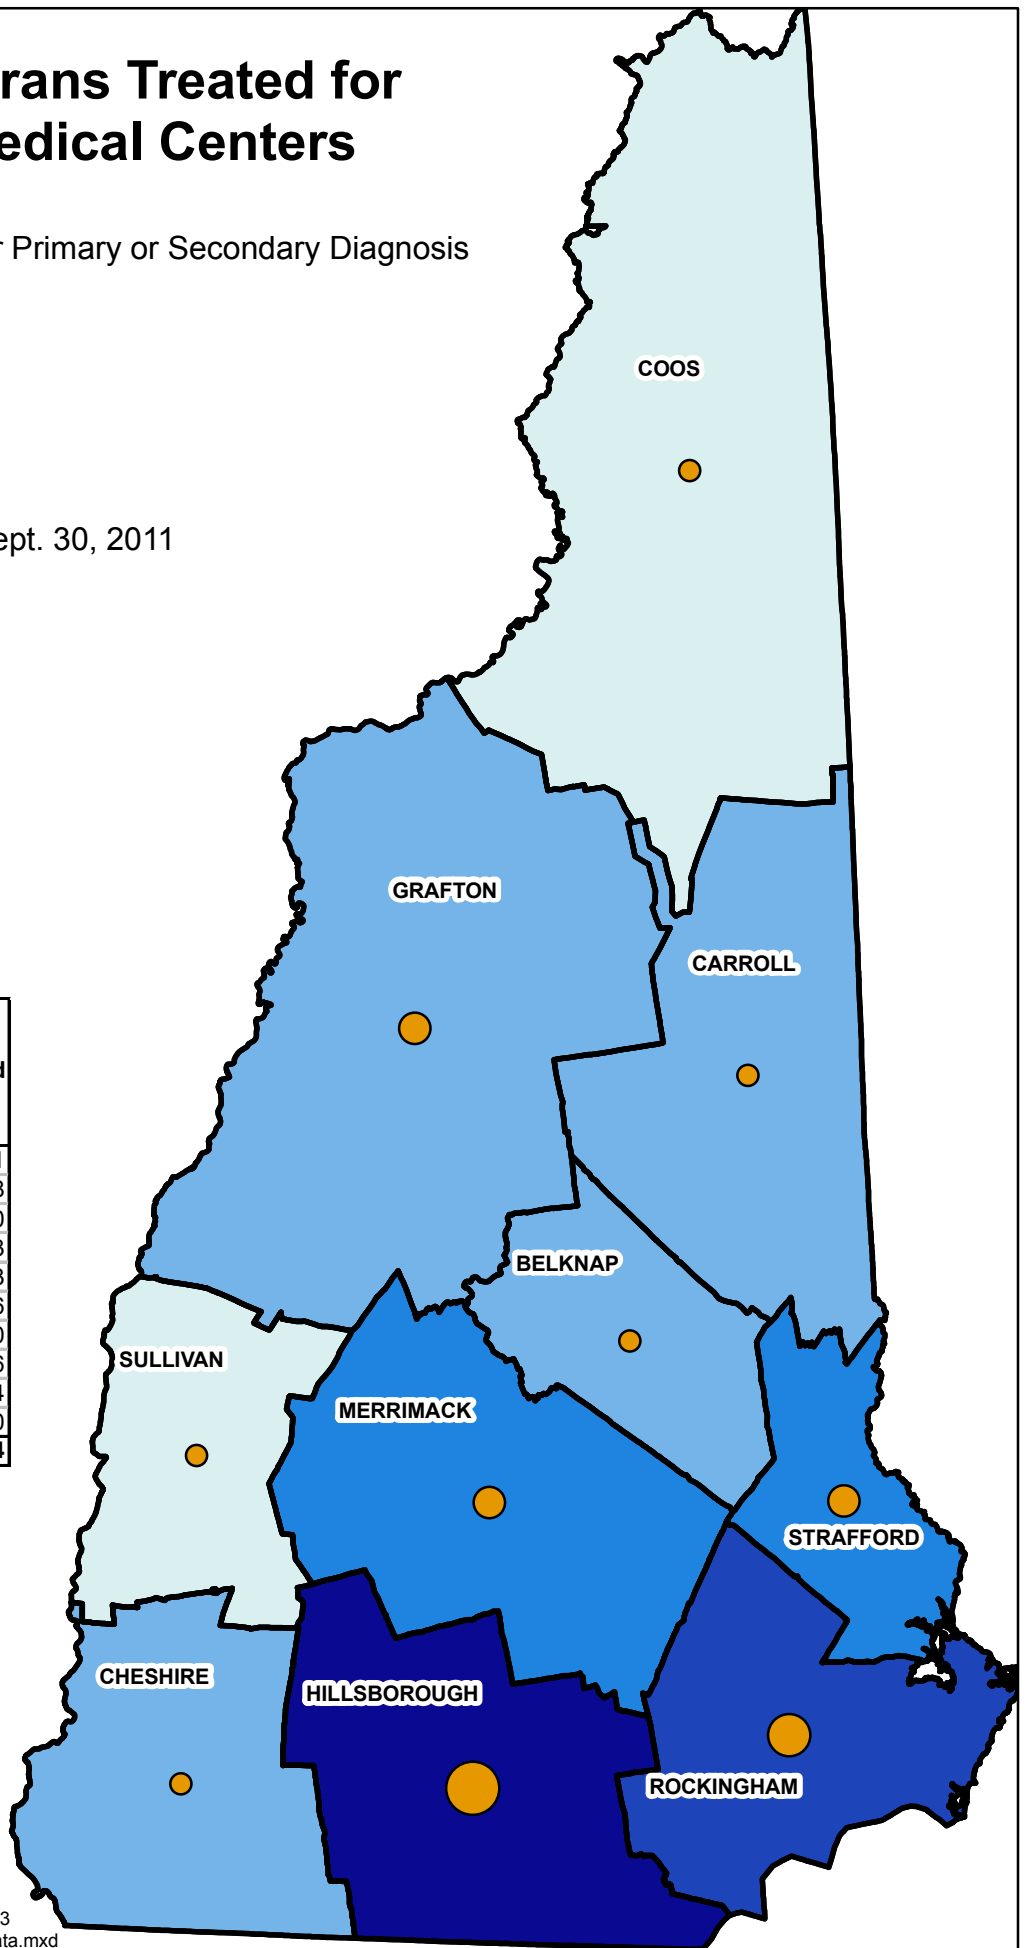 rans Treated for
edical Centers
r Primary or Secondary Diagnosis
ept. 30, 2011
COOS
GRAFTON
CARROLL
d
BELKNAP
SULLIVAN
MERRIMACK
STRAFFORD
CHESHIRE
HILLSBOROUGH
ROCKINGHAM
3
ata.mxd